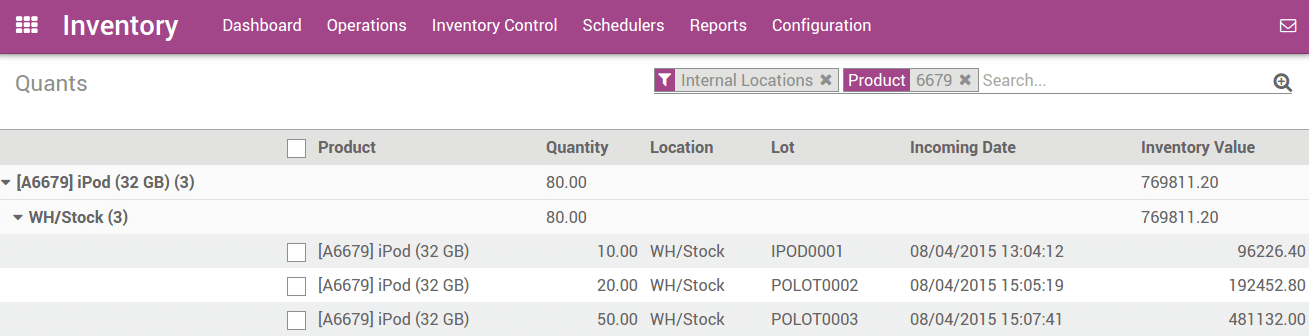 Inventory Dashboard Operations Inventory Control Schedulers Reports Configuration
Quants Internal Locations Product 6679 Search...
Product Quantity Location Lot Incoming Date Inventory Value
[A6679] iPod (32 GB) (3) 80.00 769811.20
WH/Stock (3) 80.00 769811.20
[A6679] iPod (32 GB) 10.00 WH/Stock IPOD0001 08/04/2015 13:04:12 96226.40
[A6679] iPod (32 GB) 20.00 WH/Stock POLOT0002 08/04/2015 15:05:19 192452.80
[A6679] iPod (32 GB) 50.00 WH/Stock POLOT0003 08/04/2015 15:07:41 481132.00